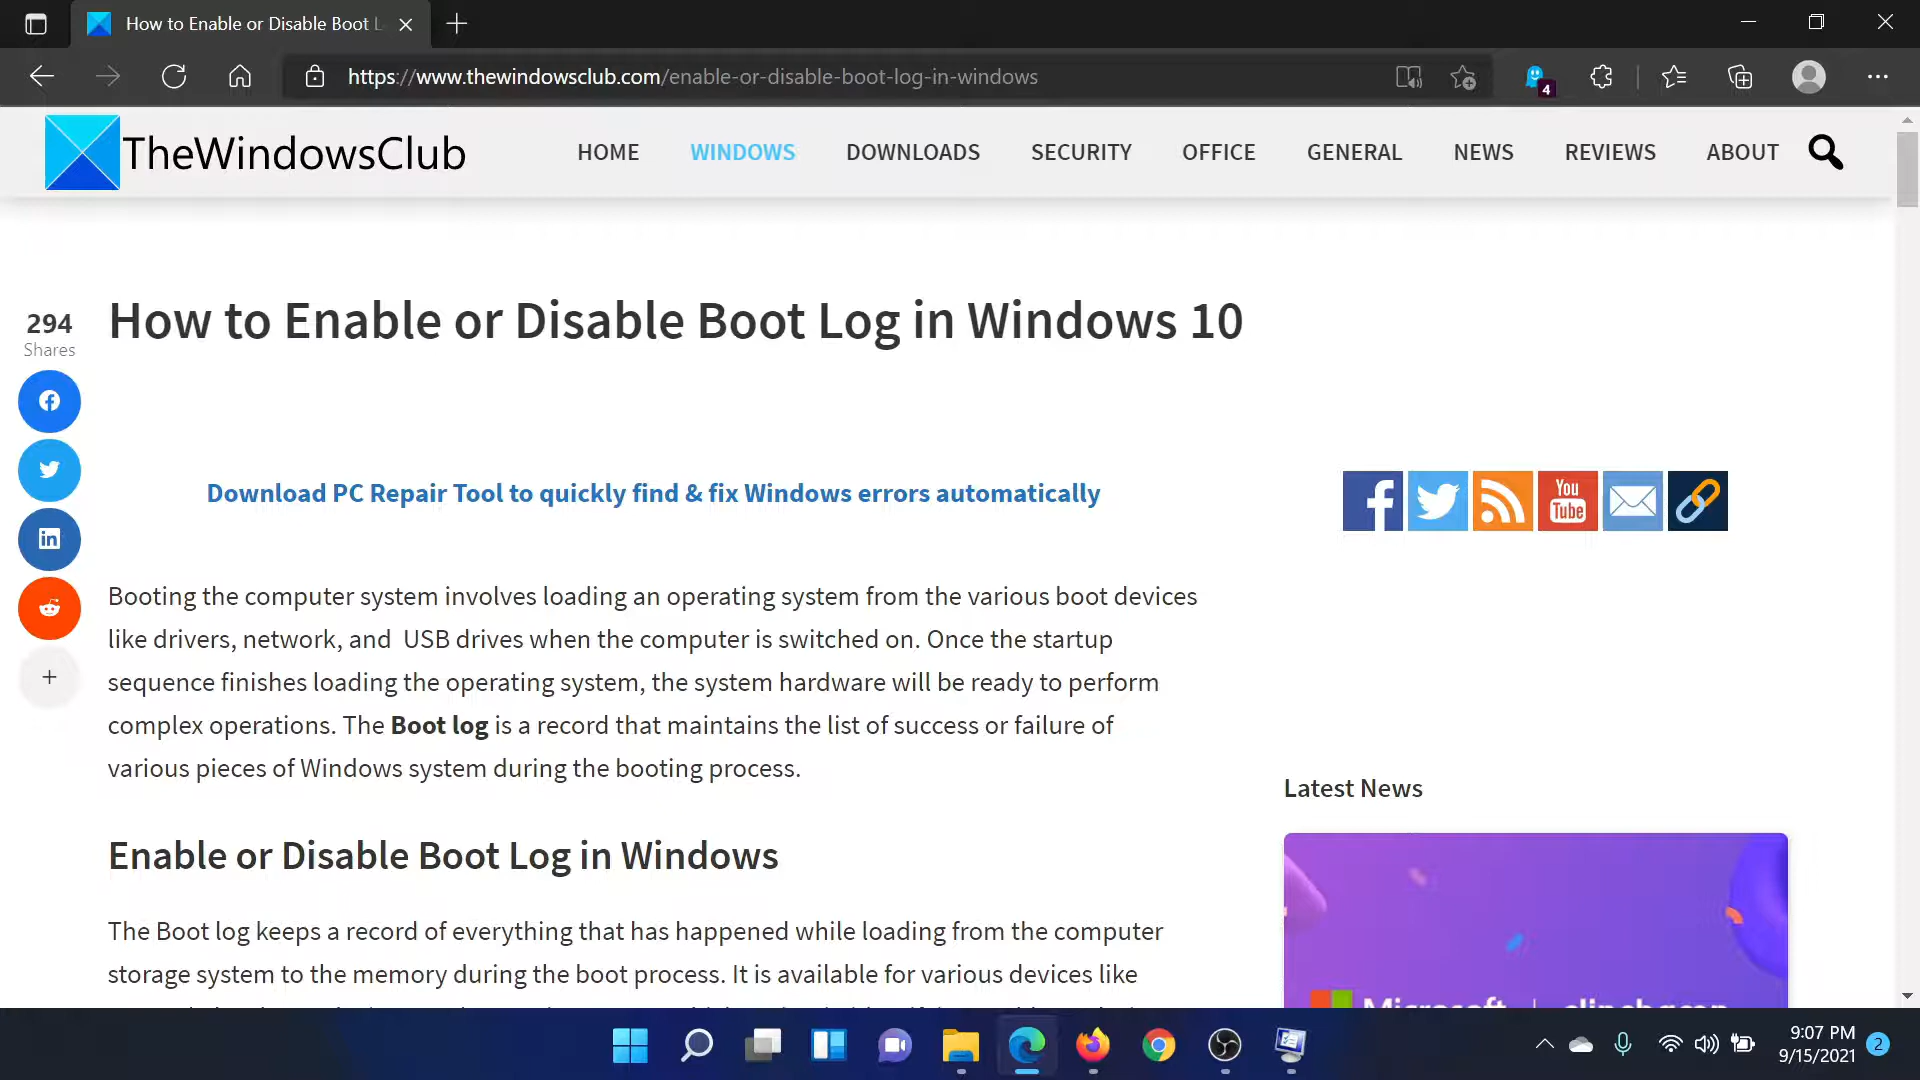 How to Enable or Disable Boot L
https://www.thewindowsclub.com/enable-or-disable-boot-log-in-windows
4
TheWindowsClub
HOME
WINDOWS
DOWNLOADS
SECURITY
OFFICE
GENERAL
NEWS
REVIEWS
ABOUT
294
Shares
How to Enable or Disable Boot Log in Windows 10
Download PC Repair Tool to quickly find & fix Windows errors automatically
You
Tube
Booting the computer system involves loading an operating system from the various boot devices
like drivers, network, and USB drives when the computer is switched on. Once the startup
sequence finishes loading the operating system, the system hardware will be ready to perform
complex operations. The Boot log is a record that maintains the list of success or failure of
various pieces of Windows system during the booting process.
Latest News
Enable or Disable Boot Log in Windows
The Boot log keeps a record of everything that has happened while loading from the computer
storage system to the memory during the boot process. It is available for various devices like
Microsoft | clipchamp
9:07 PM
9/15/2021
2